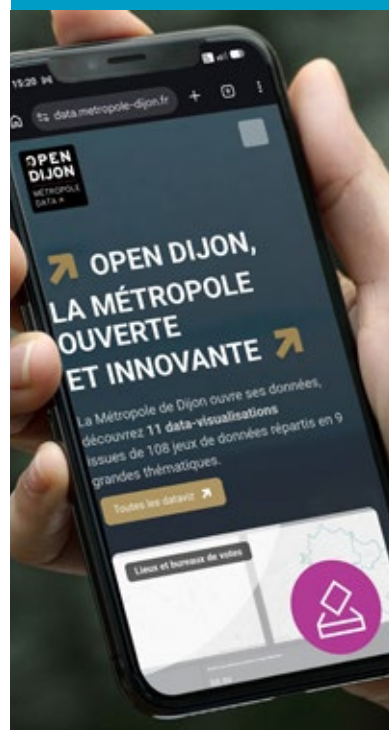 15:20
data.metropole-dijon.fr
OPEN
DIJON
MÉTROPOLE
DATA
OPEN DIJON,
LA MÉTROPOLE
OUVERTE
ET INNOVANTE
La Métropole de Dijon ouvre ses données,
découvrez 11 data-visualisations
issues de 108 jeux de données répartis en 9
grandes thématiques.
Toutes les dataviz
Lieux et bureaux de votes